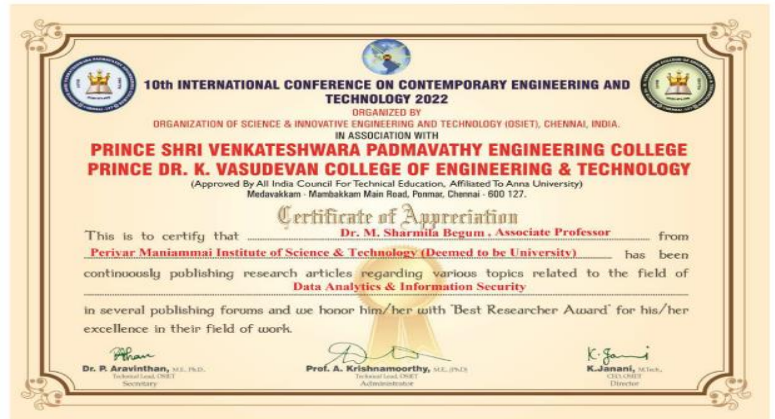 10th INTERNATIONAL CONFERENCE ON CONTEMPORARY ENGINEERING AND
TECHNOLOGY 2022
ORGANIZED BY
ORGANIZATION OF SCIENCE & INNOVATIVE ENGINEERING AND TECHNOLOGY (OSIET), CHENNAI, INDIA.
IN ASSOCIATION WITH
PRINCE SHRI VENKATESHWARA PADMAVATHY ENGINEERING COLLEGE
PRINCE DR. K. VASUDEVAN COLLEGE OF ENGINEERING & TECHNOLOGY
(Approved By All India Council For Technical Education, Affiliated To Anna University)
Medavakkam - Mambakkam Main Road, Ponmar, Chennai - 600 127.
Certificate of Appreciation
This is to certify that Dr. M. Sharmila Begum , Associate Professor from
Periyar Maniammai Institute of Science & Technology (Deemed to be University) has been
continuously publishing research articles regarding various topics related to the field of
Data Analytics & Information Security
in several publishing forums and we honor him/her with "Best Researcher Award" for his/her
excellence in their field of work.
Dr. P. Aravinthan, M.E., Ph.D., Prof. A. Krishnamoorthy, M.E., (Ph.D) K.Janani, M.Tech.,
Technical Lead, OSIET Technical Lead, OSIET CEO, OSIET
Secretary Administrator Director